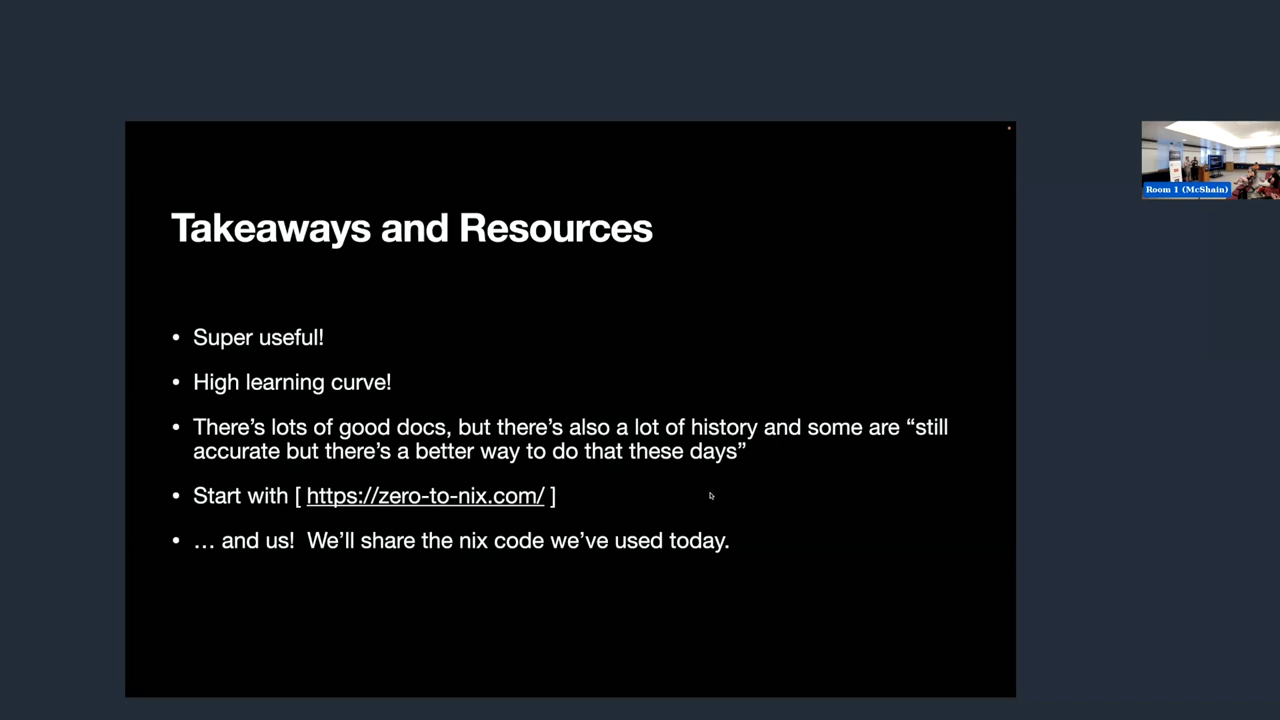 Takeaways and Resources
• Super useful!
• High learning curve!
• There’s lots of good docs, but there’s also a lot of history and some are “still
accurate but there’s a better way to do that these days”
• Start with [ https://zero-to-nix.com/ ]
• … and us!  We’ll share the nix code we’ve used today.
Room 1 (McShain)